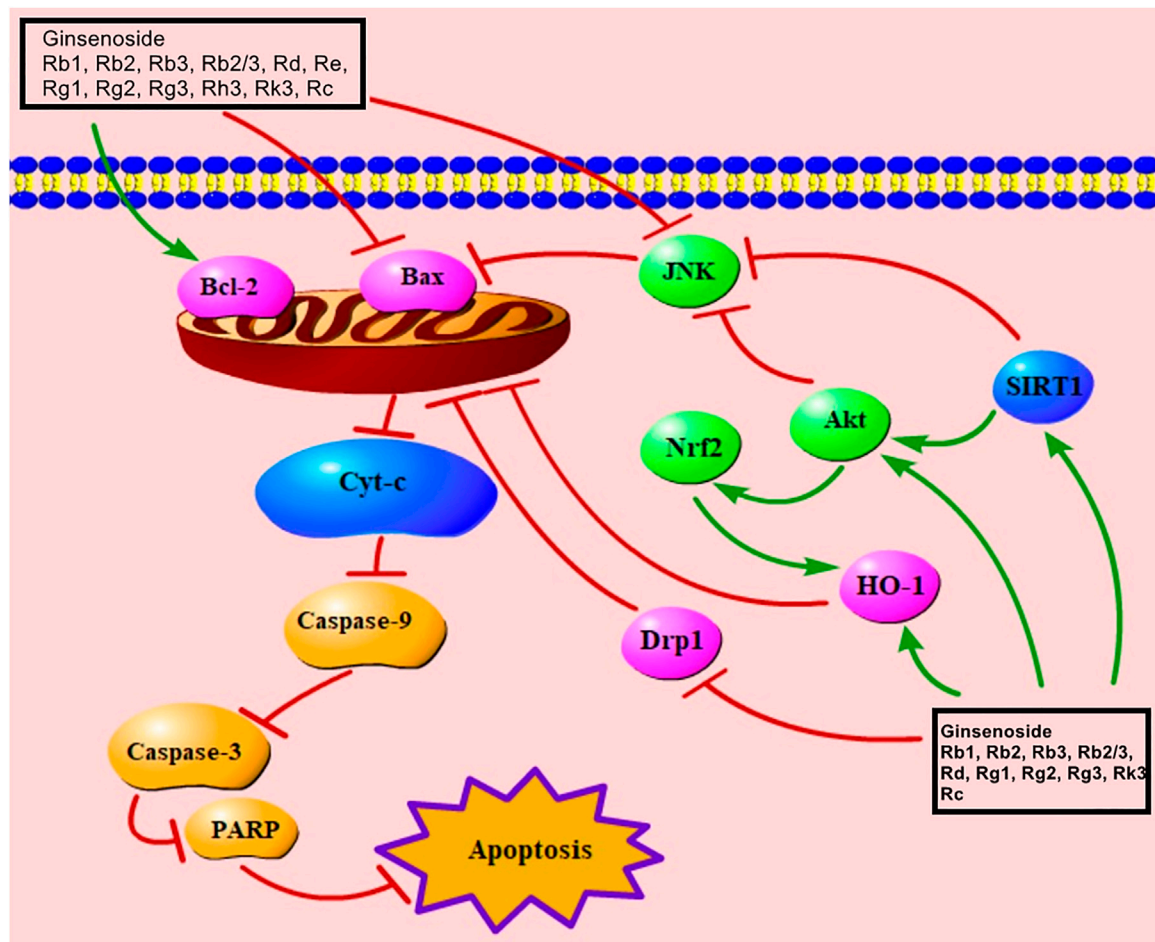 Ginsenoside
Rb1, Rb2, Rb3, Rb2/3, Rd, Re,
Rg1, Rg2, Rg3, Rh3, Rk3, Rc
Bcl-2
Bax
JNK
SIRT1
Akt
Nrf2
Cyt-c
HO-1
Caspase-9
Drp1
Ginsenoside
Rb1, Rb2, Rb3, Rb2/3,
Rd, Rg1, Rg2, Rg3, Rk3
Rc
Caspase-3
PARP
Apoptosis